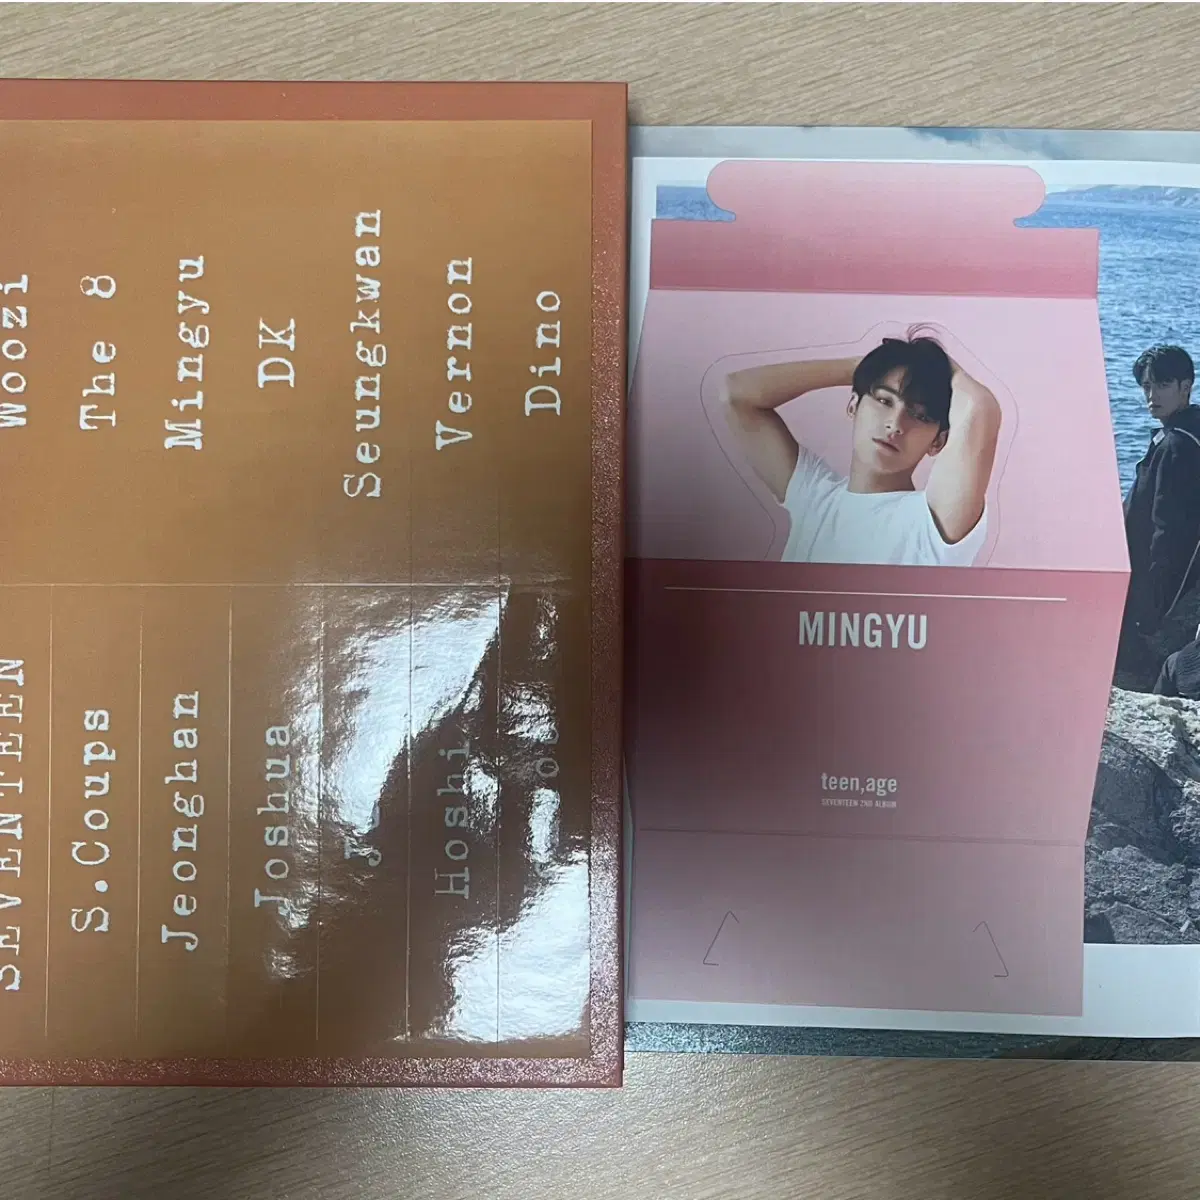 Woozi
The 8
Mingyu
DK
Seungkwan
Vernon
Dino
SEVENTEEN
S.Coups
Jeonghan
Joshua
Hoshi
MINGYU
teen,age
SEVENTEEN 2ND ALBUM